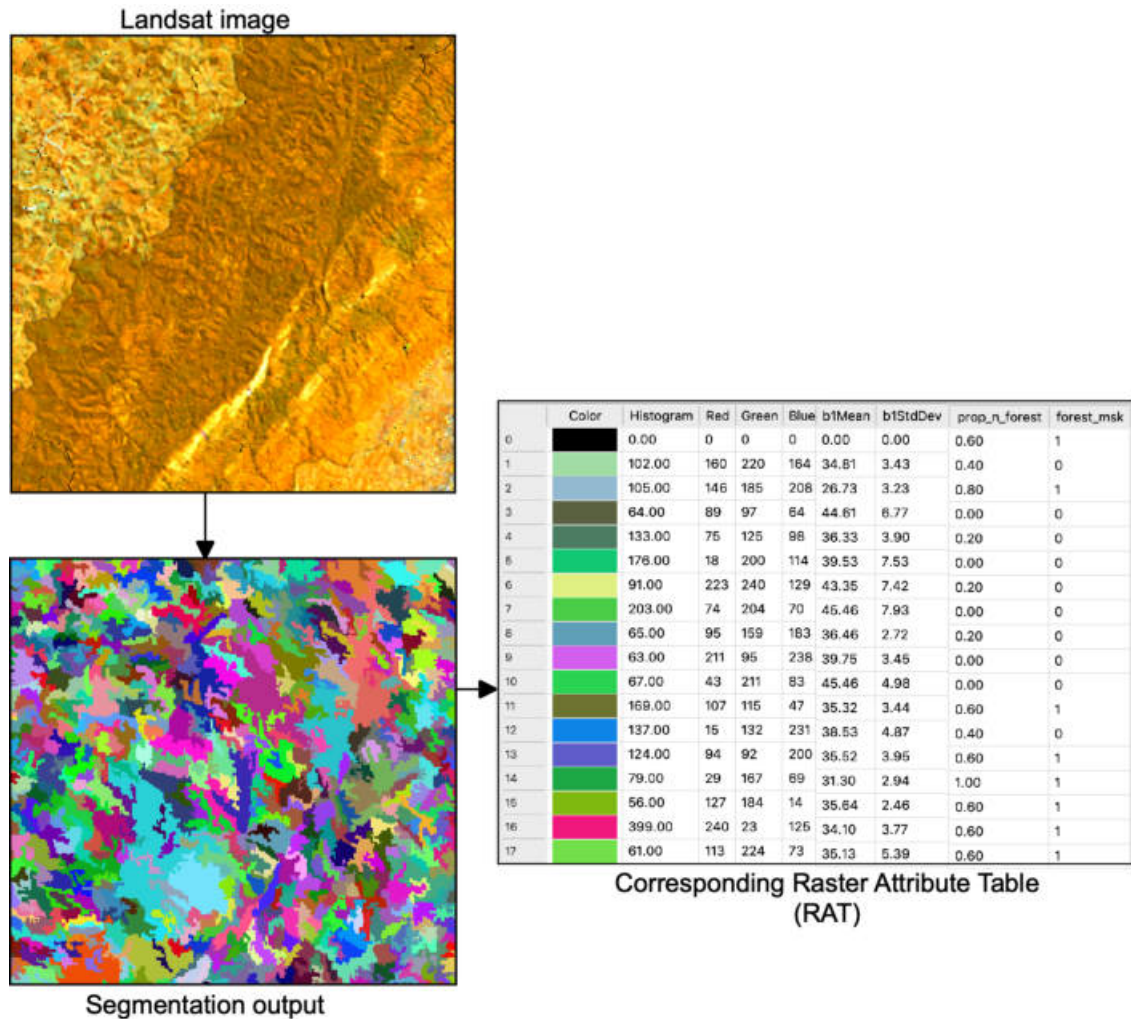 Landsat image
Color Histogram Red Green Blue b1Mean b1StdDev prop_n_forest forest_msk
0 0.00 0 0 0 0.00 0.00 0.60 1
1 102.00 160 220 164 34.81 3.43 0.40 0
2 105.00 146 185 208 26.73 3.23 0.80 1
3 64.00 89 97 64 44.61 6.77 0.00 0
4 133.00 75 125 98 36.33 3.90 0.20 0
5 176.00 18 200 114 39.53 7.53 0.00 0
6 91.00 223 240 129 43.35 7.42 0.20 0
7 203.00 74 204 70 45.46 7.93 0.00 0
8 65.00 95 159 183 36.46 2.72 0.20 0
9 63.00 211 95 238 39.75 3.45 0.00 0
10 67.00 43 211 83 45.46 4.98 0.00 0
11 169.00 107 115 47 35.32 3.44 0.60 1
12 137.00 15 132 231 38.53 4.87 0.40 0
13 124.00 94 92 200 35.52 3.95 0.60 1
14 79.00 29 167 69 31.30 2.94 1.00 1
15 56.00 127 184 14 35.64 2.46 0.60 1
16 399.00 240 23 125 34.10 3.77 0.60 1
17 61.00 113 224 73 35.13 5.39 0.60 1
Corresponding Raster Attribute Table
(RAT)
Segmentation output